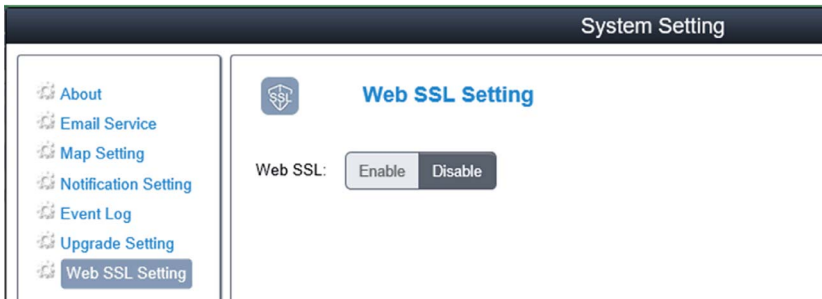 System Setting
About
Email Service
Map Setting
Notification Setting
Event Log
Upgrade Setting
Web SSL Setting
SSL
Web SSL Setting
Web SSL: Enable Disable